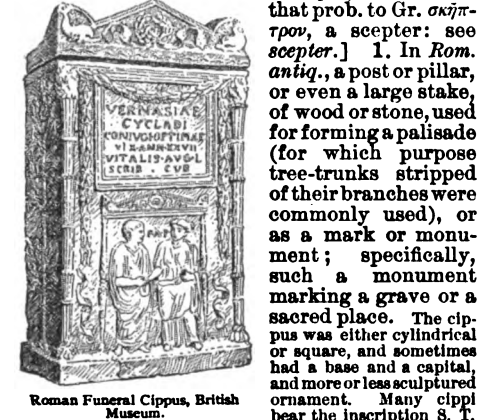 VERNASIAE
CYCLADI
CONIVGI·OPTIMAE
VIX·ANN·XXVII
VITALIS·AVG·L
SCRIB · CVB
Roman Funeral Cippus, British
Museum.
that prob. to Gr. σκῆπ-
τρον, a scepter: see
scepter.] 1. In Rom.
antiq., a post or pillar,
or even a large stake,
of wood or stone, used
for forming a palisade
(for which purpose
tree-trunks stripped
of their branches were
commonly used), or
as a mark or monu-
ment; specifically,
such a monument
marking a grave or a
sacred place. The cip-
pus was either cylindrical
or square, and sometimes
had a base and a capital,
and more or less sculptured
ornament. Many cippi
bear the inscription S. T.